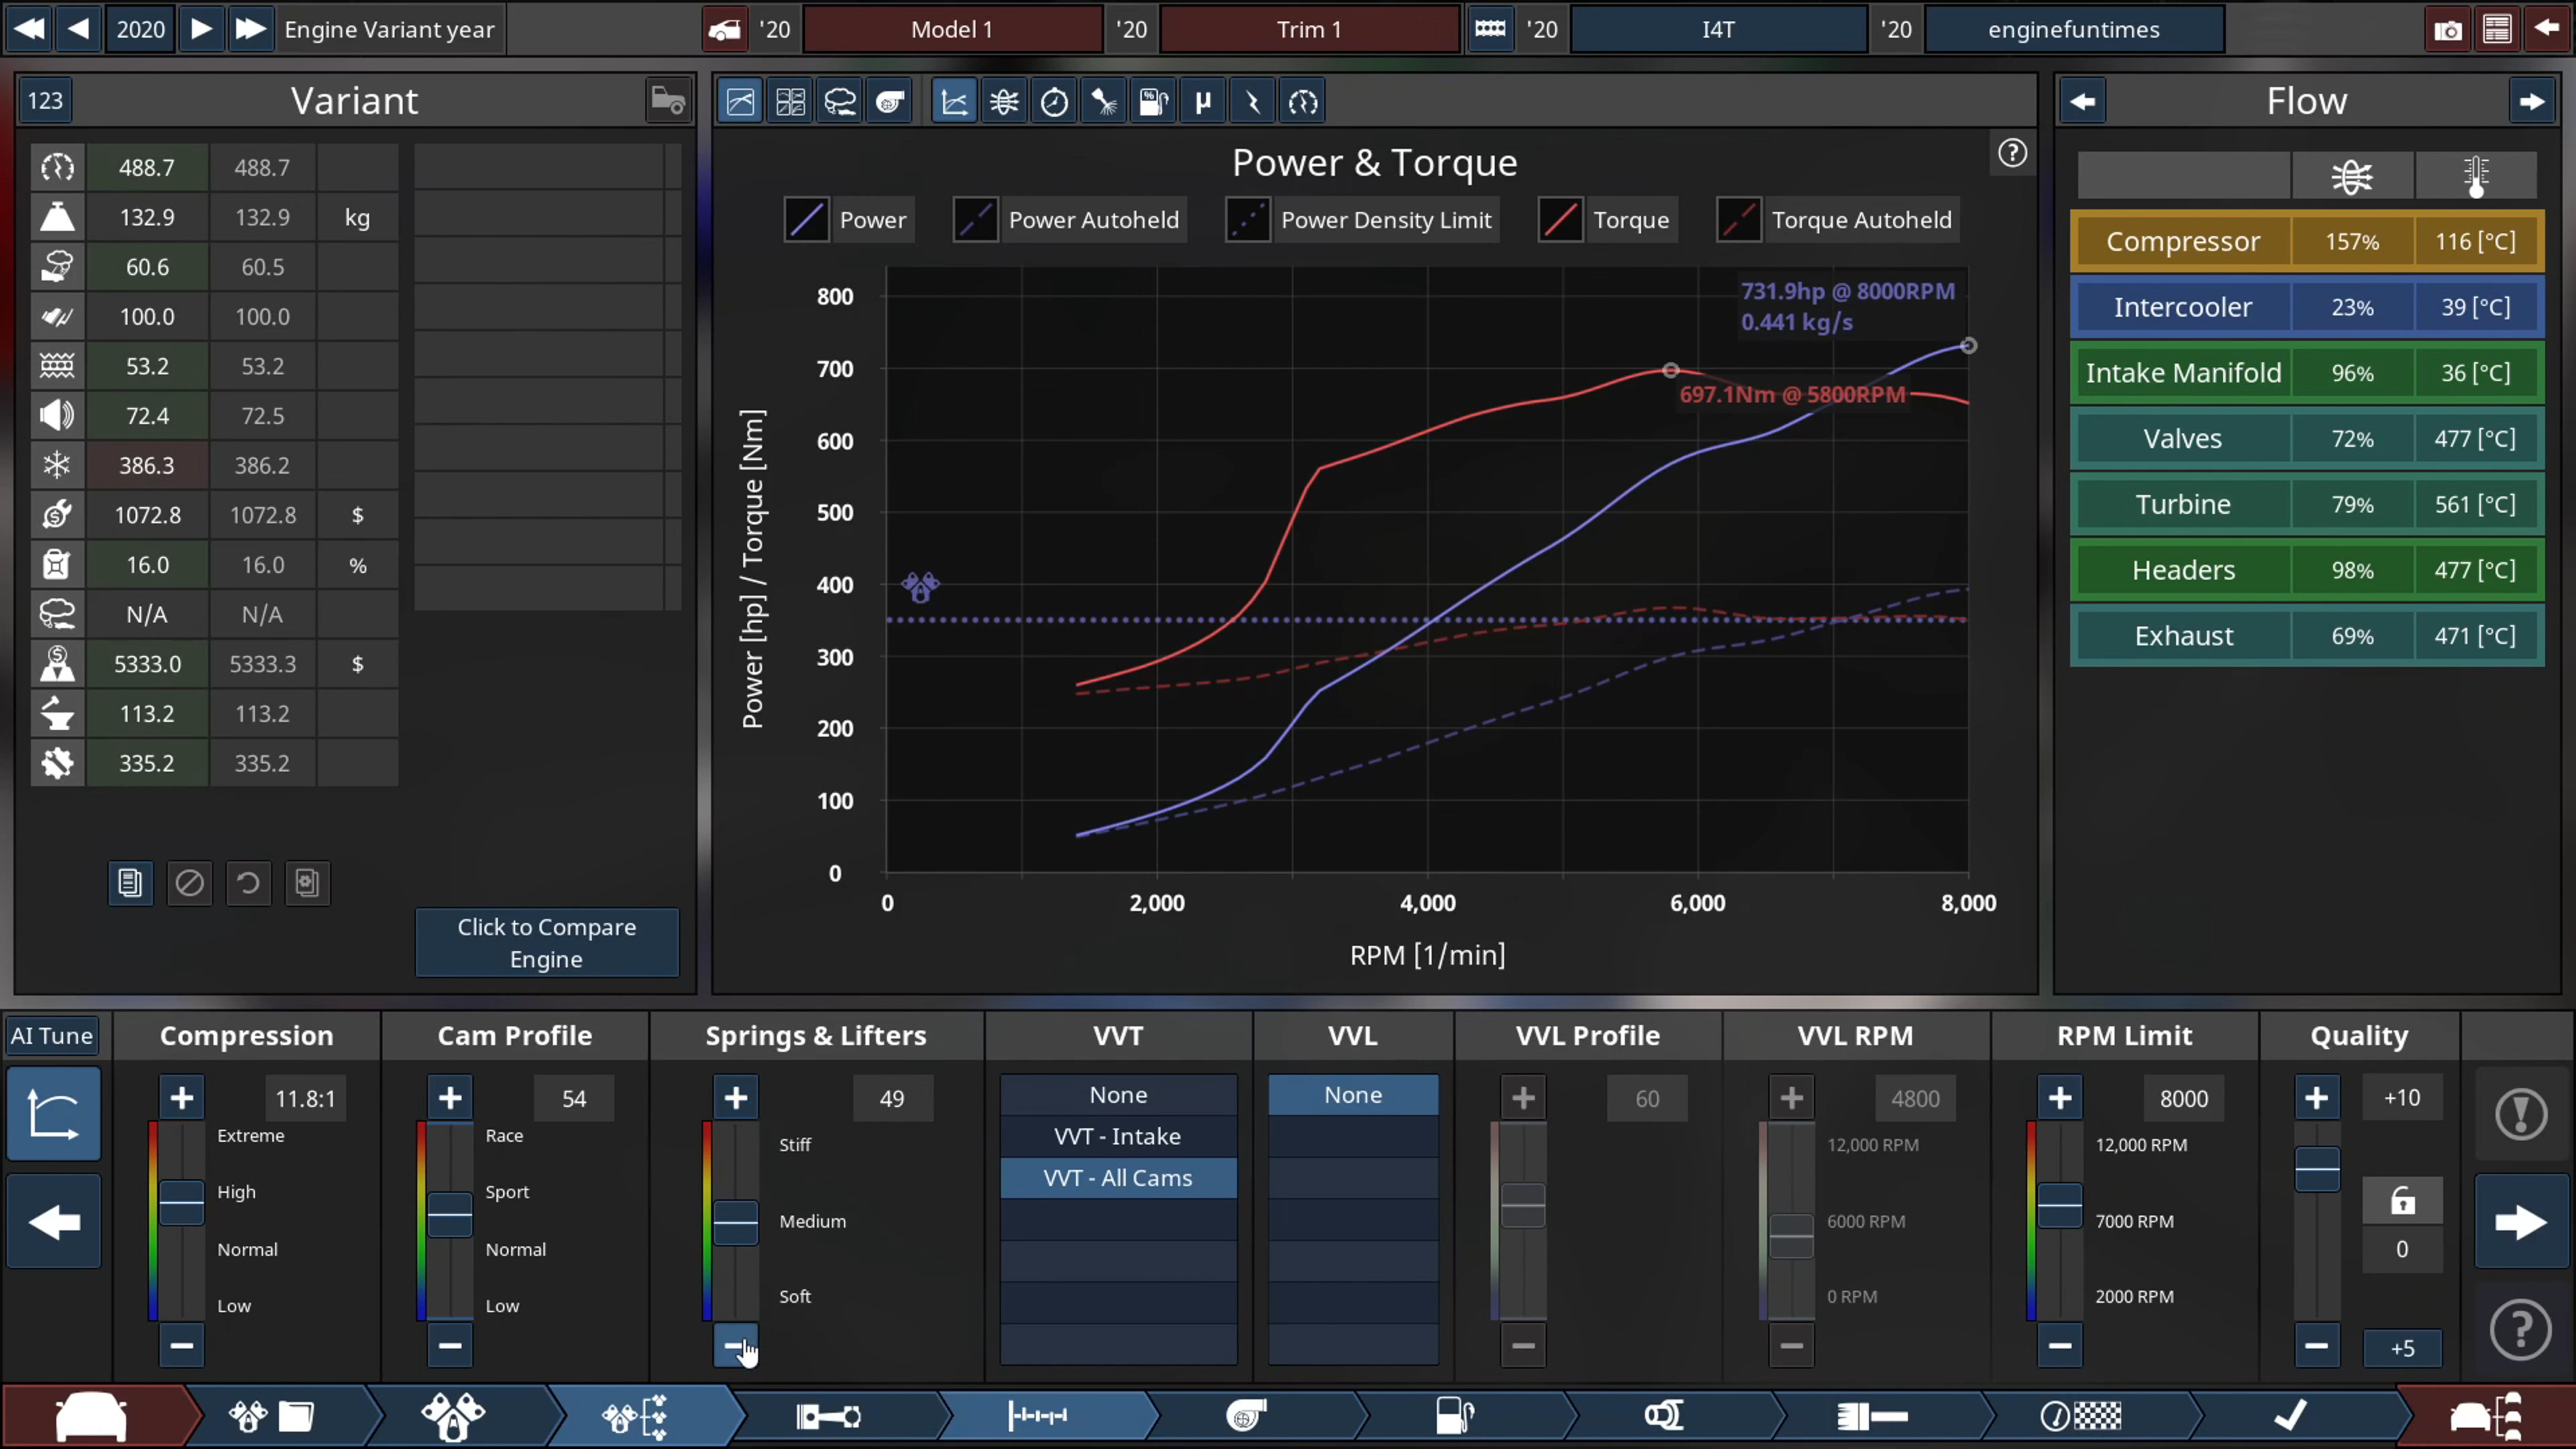 2020
Engine Variant year
'20
Model 1
'20
Trim 1
'20
I4T
'20
enginefuntimes
123
Variant
488.7 488.7
132.9 132.9 kg
60.6 60.5
100.0 100.0
53.2 53.2
72.4 72.5
386.3 386.2
1072.8 1072.8 $
16.0 16.0 %
N/A N/A
5333.0 5333.3 $
113.2 113.2
335.2 335.2
Click to Compare
Engine
μ
Power & Torque
?
Power
Power Autoheld
Power Density Limit
Torque
Torque Autoheld
731.9hp @ 8000RPM
0.441 kg/s
697.1Nm @ 5800RPM
Power [hp] / Torque [Nm]
800
700
600
500
400
300
200
100
0
0 2,000 4,000 6,000 8,000
RPM [1/min]
Flow
Compressor 157% 116 [°C]
Intercooler 23% 39 [°C]
Intake Manifold 96% 36 [°C]
Valves 72% 477 [°C]
Turbine 79% 561 [°C]
Headers 98% 477 [°C]
Exhaust 69% 471 [°C]
AI Tune
Compression
+
11.8:1
Extreme
High
Normal
Low
−
Cam Profile
+
54
Race
Sport
Normal
Low
−
Springs & Lifters
+
49
Stiff
Medium
Soft
−
VVT
None
VVT - Intake
VVT - All Cams
VVL
None
VVL Profile
+
60
−
VVL RPM
+
4800
12,000 RPM
6000 RPM
0 RPM
−
RPM Limit
+
8000
12,000 RPM
7000 RPM
2000 RPM
−
Quality
+
+10
0
+5
−
!
?